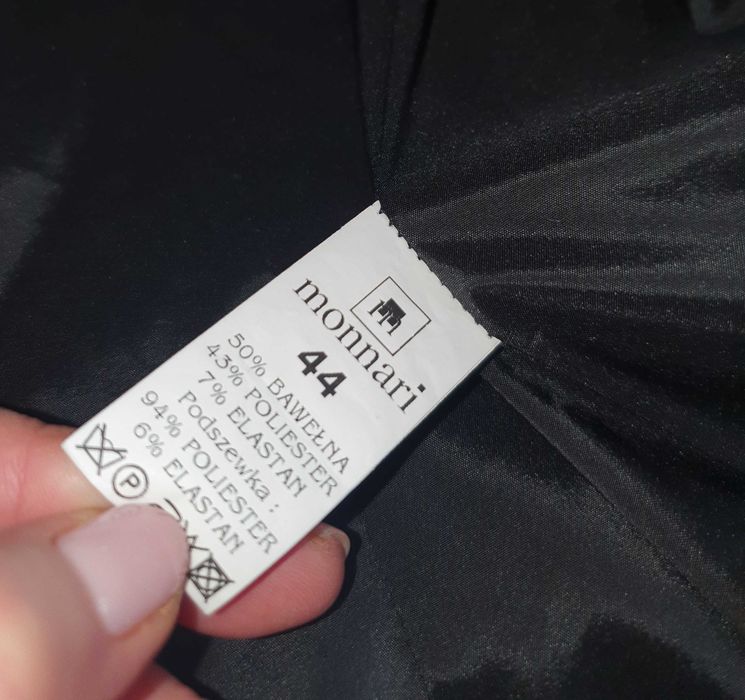 m
monnari
44
50% BAWEŁNA
43% POLIESTER
7% ELASTAN
Podszewka :
94% POLIESTER
6% ELASTAN
P